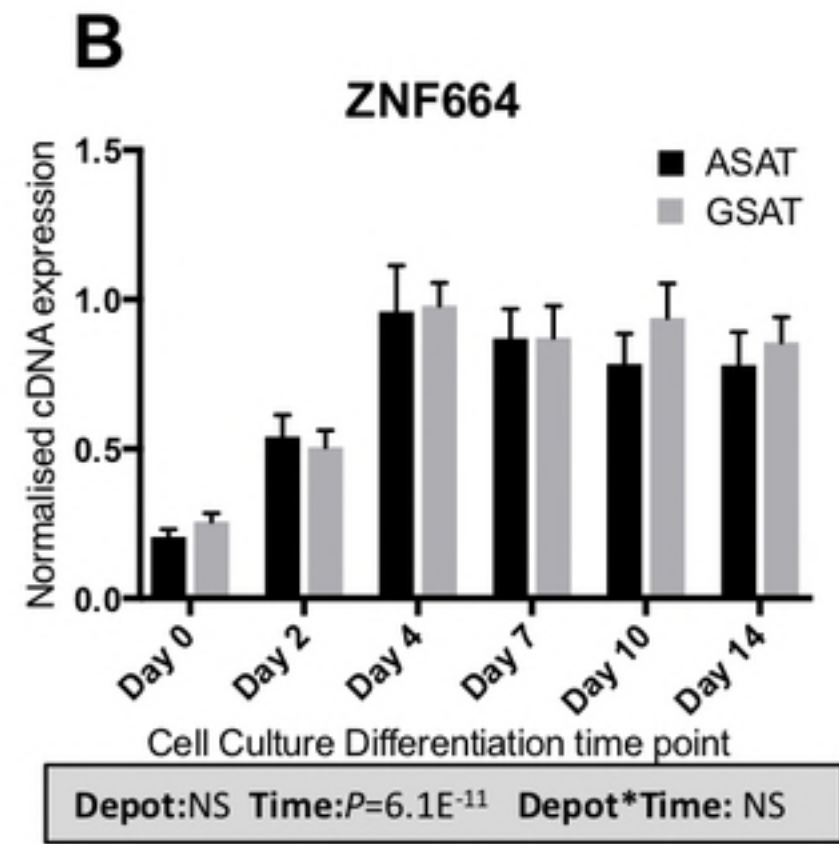 B
ZNF664
Normalised cDNA expression
1.5
1.0
0.5
0.0
ASAT
GSAT
Day 0
Day 2
Day 4
Day 7
Day 10
Day 14
Cell Culture Differentiation time point
Depot:NS Time:P=6.1E⁻¹¹ Depot*Time: NS